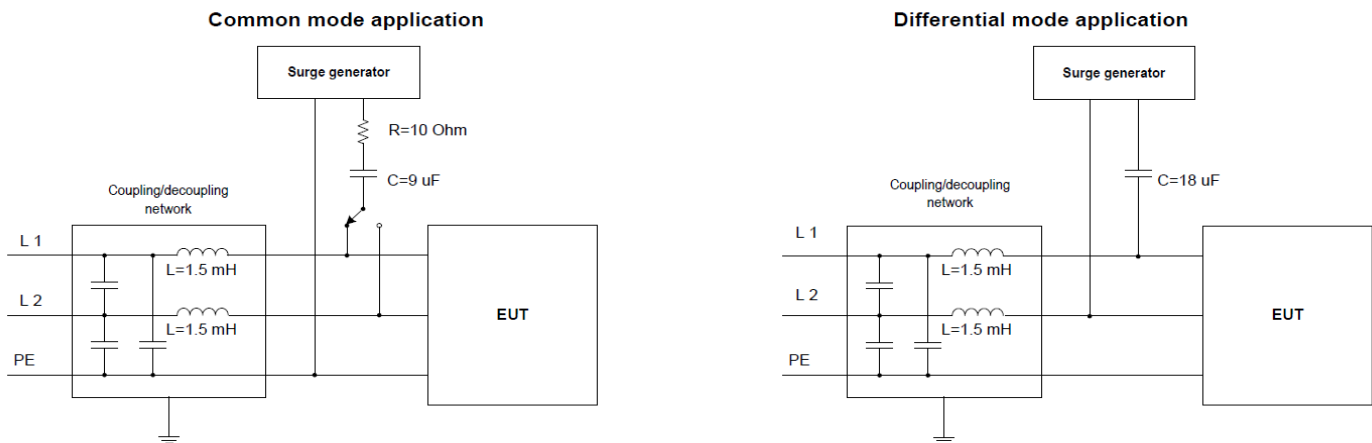 Common mode application
Surge generator
R=10 Ohm
C=9 uF
Coupling/decoupling
network
L 1
L=1.5 mH
L 2
L=1.5 mH
EUT
PE
Differential mode application
Surge generator
C=18 uF
Coupling/decoupling
network
L 1
L=1.5 mH
L 2
L=1.5 mH
EUT
PE